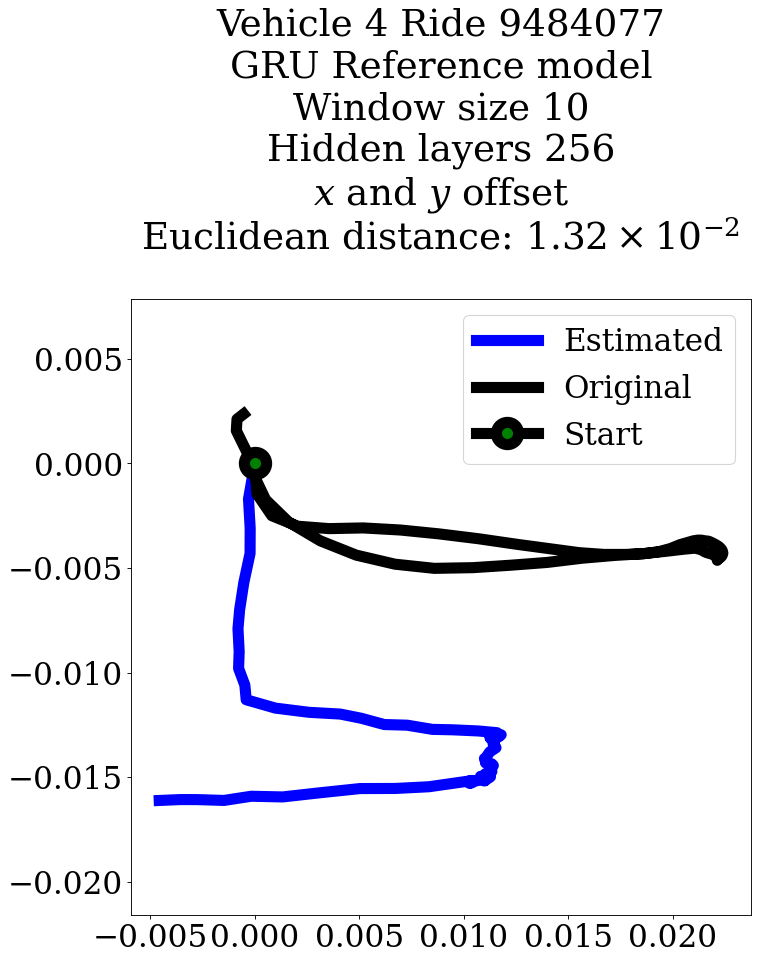 Vehicle 4 Ride 9484077
GRU Reference model
Window size 10
Hidden layers 256
x and y offset
Euclidean distance: 1.32 × 10⁻²
Estimated
Original
Start
0.005
0.000
−0.005
−0.010
−0.015
−0.020
−0.005 0.000 0.005 0.010 0.015 0.020